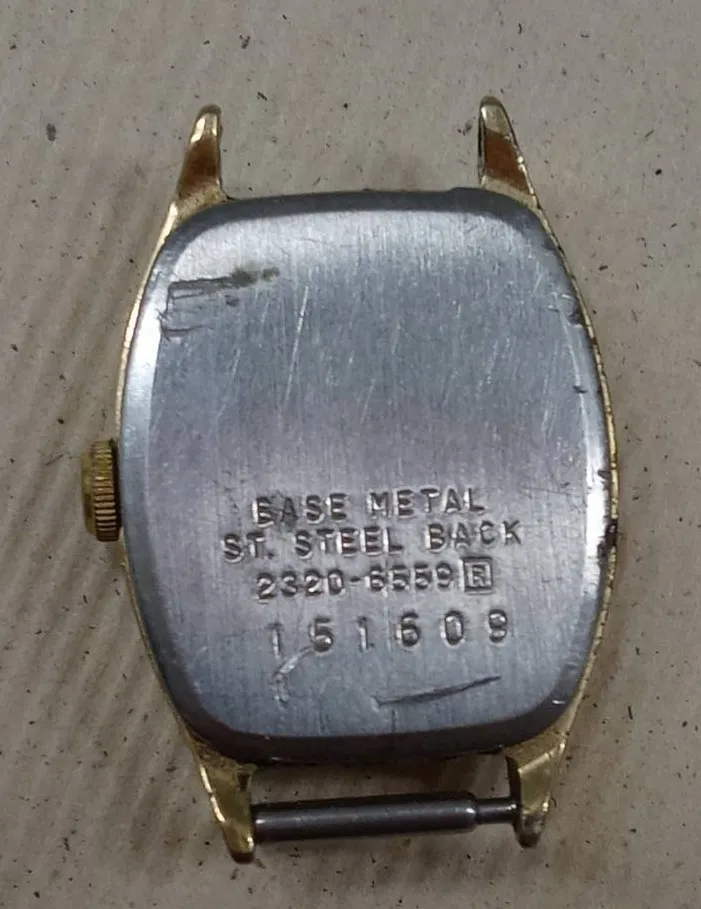 BASE METAL
ST. STEEL BACK
2320-6559 R
151609